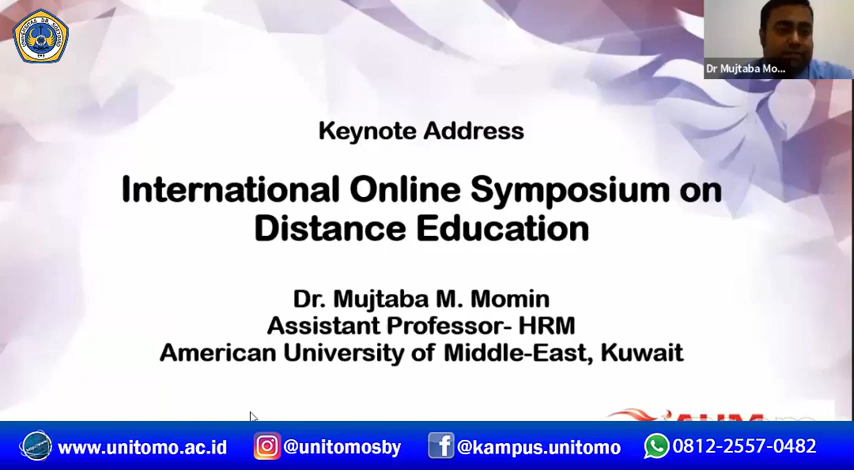 Dr Mujtaba Mo...
Keynote Address
International Online Symposium on
Distance Education
Dr. Mujtaba M. Momin
Assistant Professor- HRM
American University of Middle-East, Kuwait
www.unitomo.ac.id
@unitomosby
@kampus.unitomo
0812-2557-0482